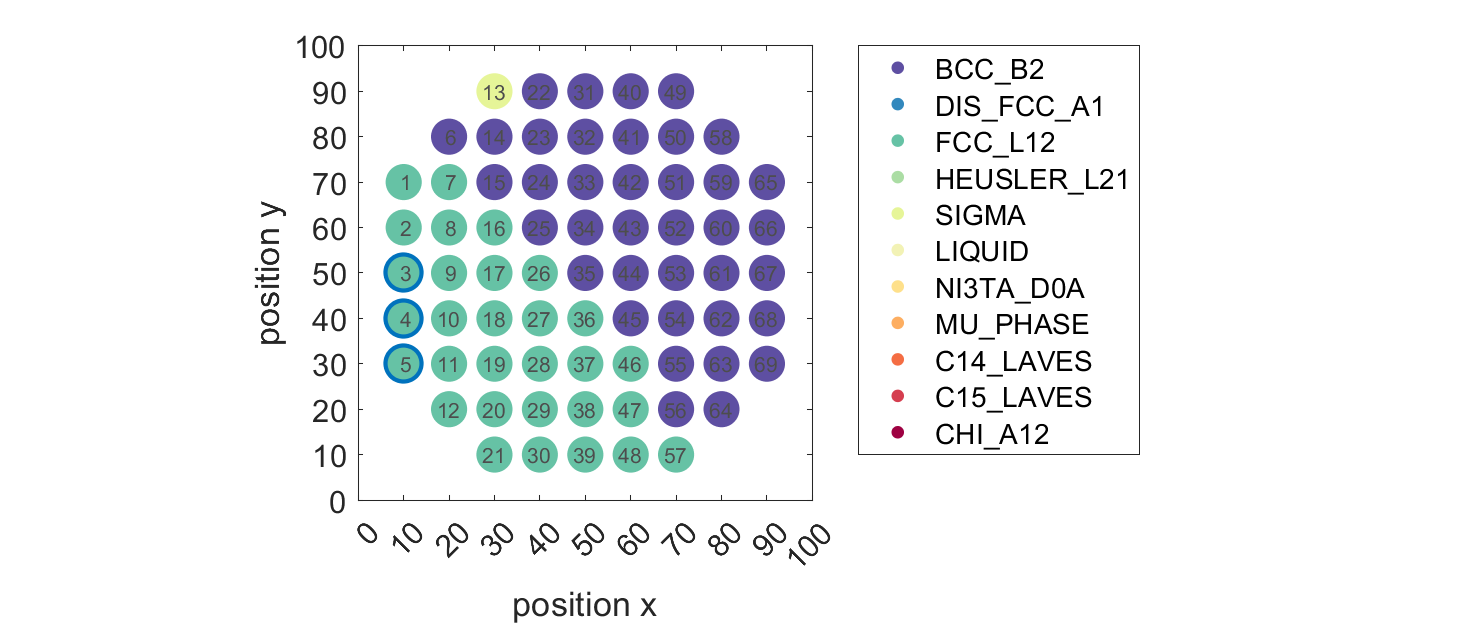 100
90 13 22 31 40 49
80 6 14 23 32 41 50 58
70 1 7 15 24 33 42 51 59 65
60 2 8 16 25 34 43 52 60 66
50 3 9 17 26 35 44 53 61 67
40 4 10 18 27 36 45 54 62 68
30 5 11 19 28 37 46 55 63 69
20 12 20 29 38 47 56 64
10 21 30 39 48 57
0
position y
0 10 20 30 40 50 60 70 80 90 100
position x
BCC_B2
DIS_FCC_A1
FCC_L12
HEUSLER_L21
SIGMA
LIQUID
NI3TA_D0A
MU_PHASE
C14_LAVES
C15_LAVES
CHI_A12